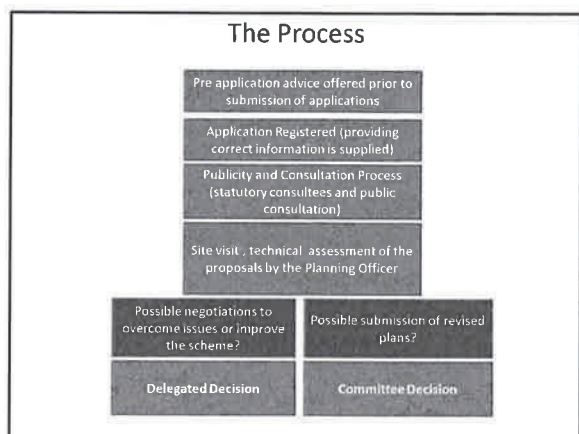 The Process
Pre application advice offered prior to
submission of applications
Application Registered (providing
correct information is supplied)
Publicity and Consultation Process
(statutory consultees and public
consultation)
Site visit , technical assessment of the
proposals by the Planning Officer
Possible negotiations to
overcome issues or improve
the scheme?
Possible submission of revised
plans?
Delegated Decision
Committee Decision